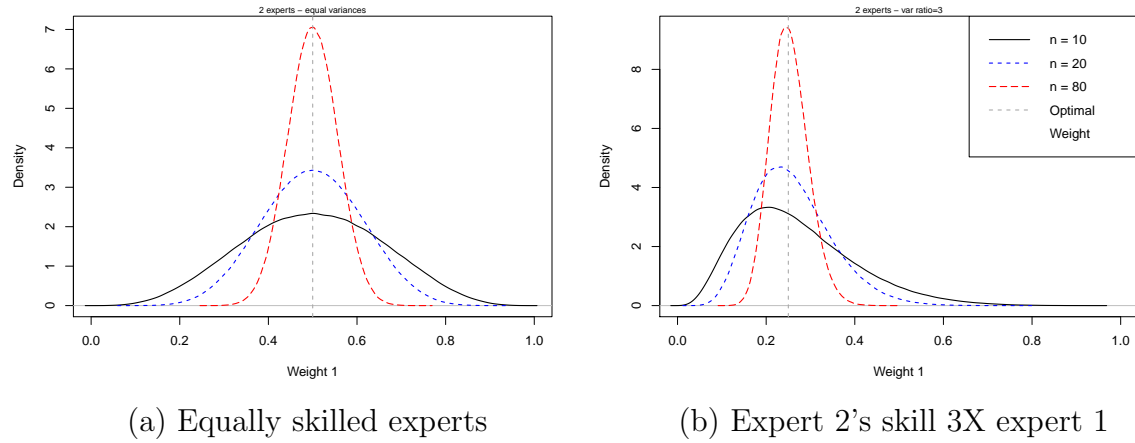 2 experts − equal variances
7
6
5
4
3
2
1
0
Density
0.0 0.2 0.4 0.6 0.8 1.0
Weight 1
(a) Equally skilled experts
2 experts − var ratio=3
8
6
4
2
0
Density
0.0 0.2 0.4 0.6 0.8 1.0
Weight 1
n = 10
n = 20
n = 80
Optimal
Weight
(b) Expert 2's skill 3X expert 1